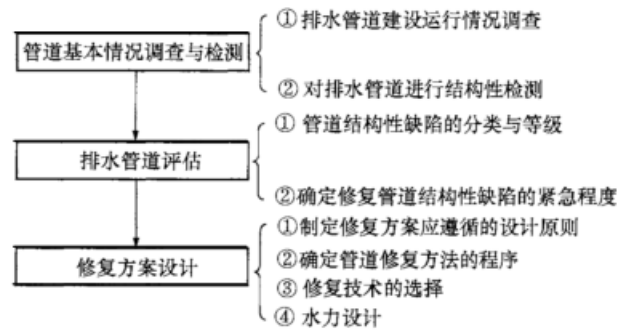 管道基本情况调查与检测
①排水管道建设运行情况调查
②对排水管道进行结构性检测
排水管道评估
①管道结构性缺陷的分类与等级
②确定修复管道结构性缺陷的紧急程度
修复方案设计
①制定修复方案应遵循的设计原则
②确定管道修复方法的程序
③修复技术的选择
④水力设计